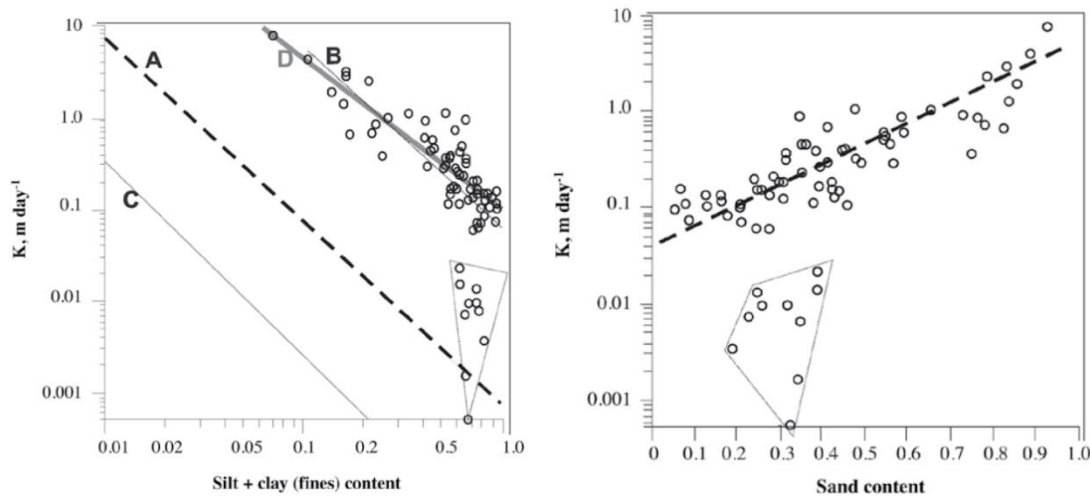 10
1.0
0.1
0.01
0.001
K, m day-1
A
B
C
D
0.01 0.02 0.05 0.1 0.2 0.5 1.0
Silt + clay (fines) content
10
1.0
0.1
0.01
0.001
K, m day-1
0 0.1 0.2 0.3 0.4 0.5 0.6 0.7 0.8 0.9 1.0
Sand content